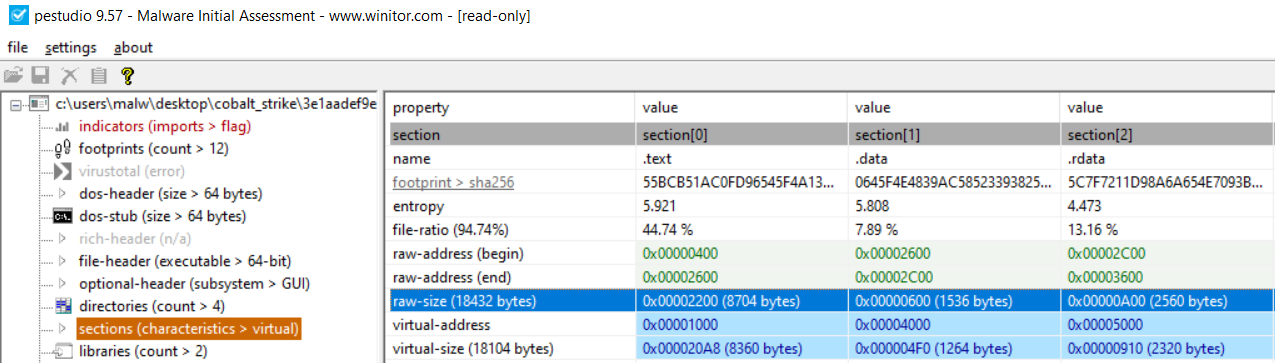 pestudio 9.57 - Malware Initial Assessment - www.winitor.com - [read-only]
file settings about
c:\users\malw\desktop\cobalt_strike\3e1aadef9e
indicators (imports > flag)
footprints (count > 12)
virustotal (error)
dos-header (size > 64 bytes)
dos-stub (size > 64 bytes)
rich-header (n/a)
file-header (executable > 64-bit)
optional-header (subsystem > GUI)
directories (count > 4)
sections (characteristics > virtual)
libraries (count > 2)
property value value value
section section[0] section[1] section[2]
name .text .data .rdata
footprint > sha256 55BCB51AC0FD96545F4A13... 0645F4E4839AC58523393825... 5C7F7211D98A6A654E7093B...
entropy 5.921 5.808 4.473
file-ratio (94.74%) 44.74 % 7.89 % 13.16 %
raw-address (begin) 0x00000400 0x00002600 0x00002C00
raw-address (end) 0x00002600 0x00002C00 0x00003600
raw-size (18432 bytes) 0x00002200 (8704 bytes) 0x00000600 (1536 bytes) 0x00000A00 (2560 bytes)
virtual-address 0x00001000 0x00004000 0x00005000
virtual-size (18104 bytes) 0x000020A8 (8360 bytes) 0x000004F0 (1264 bytes) 0x00000910 (2320 bytes)